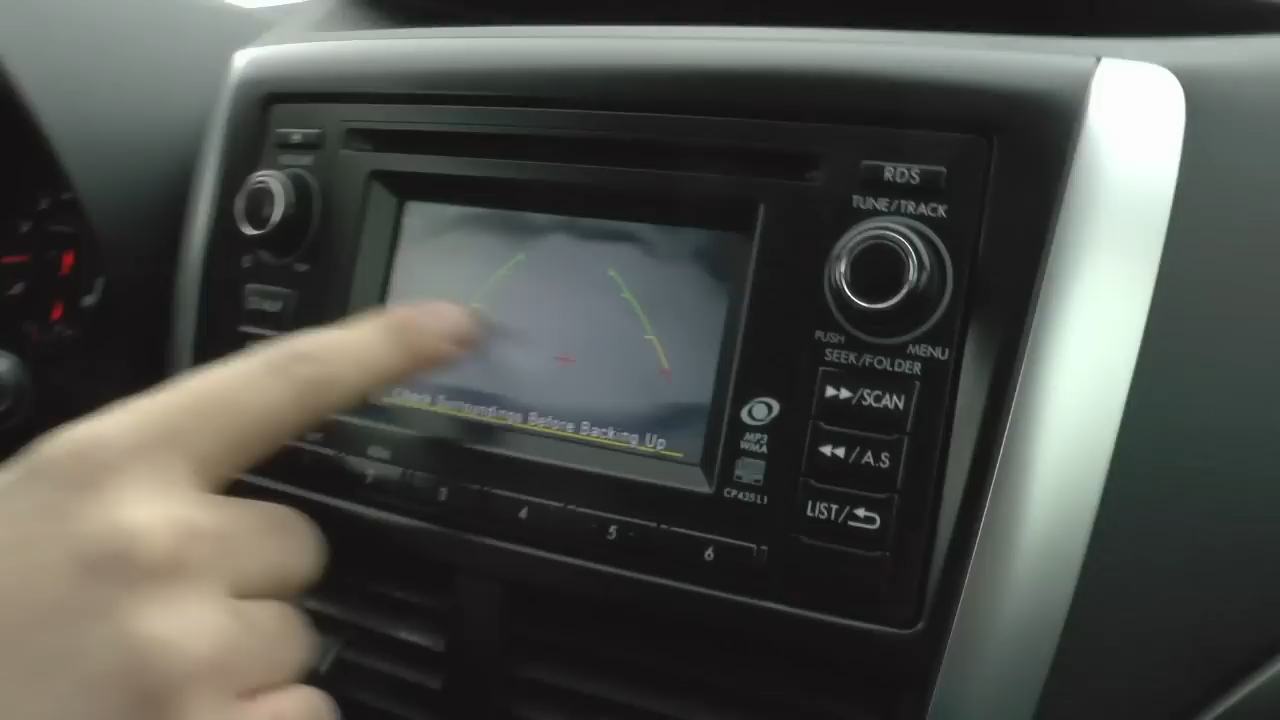 RDS
TUNE/TRACK
PUSH
MENU
SEEK/FOLDER
/SCAN
/A.S
LIST/
MP3
WMA
Check Surroundings Before Backing Up
3
4
5
6